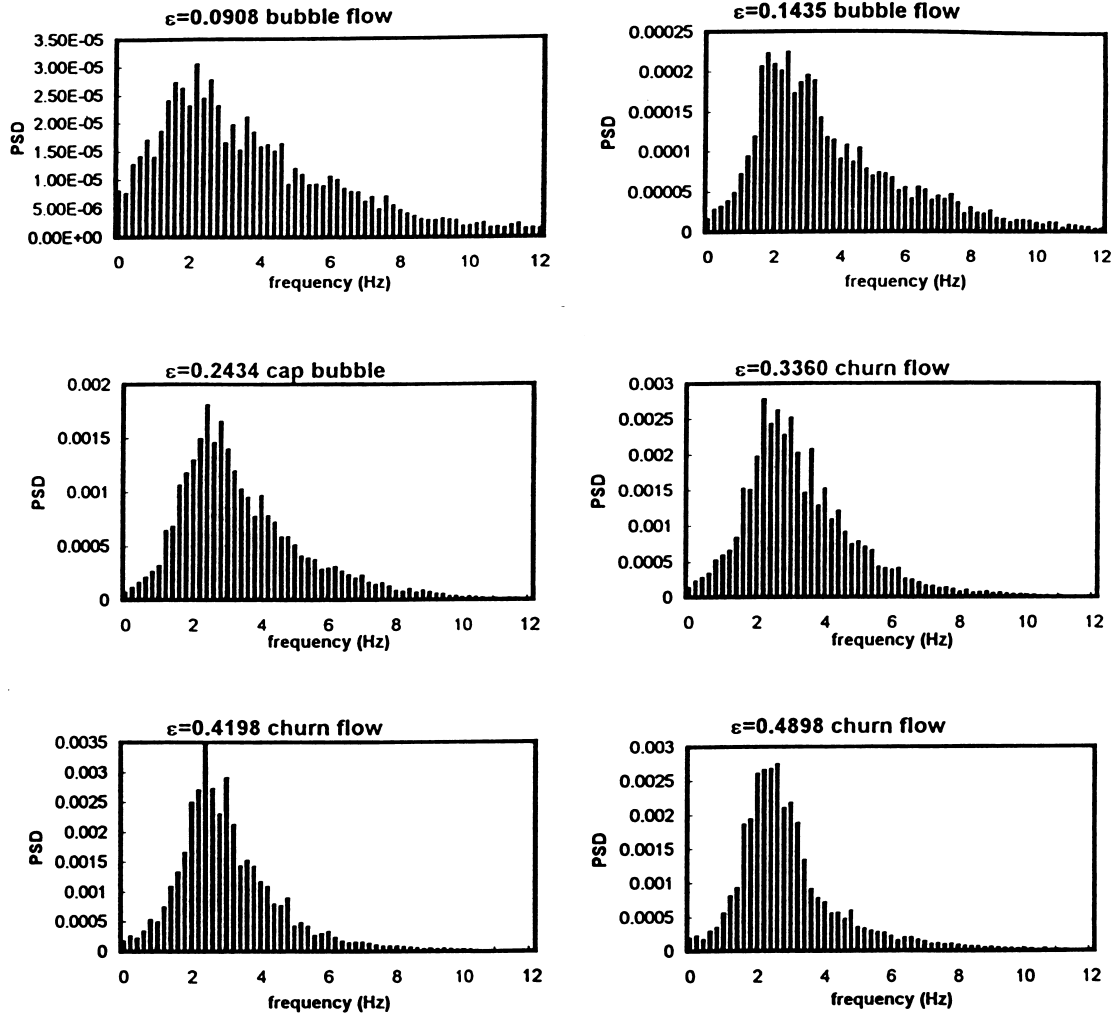 ε=0.0908 bubble flow
3.50E-05
3.00E-05
2.50E-05
2.00E-05
1.50E-05
1.00E-05
5.00E-06
0.00E+00
PSD
0 2 4 6 8 10 12
frequency (Hz)
ε=0.1435 bubble flow
0.00025
0.0002
0.00015
0.0001
0.00005
0
PSD
0 2 4 6 8 10 12
frequency (Hz)
ε=0.2434 cap bubble
0.002
0.0015
0.001
0.0005
0
PSD
0 2 4 6 8 10 12
frequency (Hz)
ε=0.3360 churn flow
0.003
0.0025
0.002
0.0015
0.001
0.0005
0
PSD
0 2 4 6 8 10 12
frequency (Hz)
ε=0.4198 churn flow
0.0035
0.003
0.0025
0.002
0.0015
0.001
0.0005
0
PSD
0 2 4 6 8 10 12
frequency (Hz)
ε=0.4898 churn flow
0.003
0.0025
0.002
0.0015
0.001
0.0005
0
PSD
0 2 4 6 8 10 12
frequency (Hz)